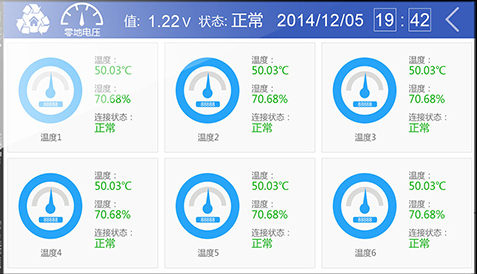 零地电压 值: 1.22 v 状态: 正常 2014/12/05 19 : 42
温度:
50.03℃
湿度:
70.68%
连接状态:
正常
88888
温度1
温度:
50.03℃
湿度:
70.68%
连接状态:
正常
88888
温度2
温度:
50.03℃
湿度:
70.68%
连接状态:
正常
88888
温度3
温度:
50.03℃
湿度:
70.68%
连接状态:
正常
88888
温度4
温度:
50.03℃
湿度:
70.68%
连接状态:
正常
88888
温度5
温度:
50.03℃
湿度:
70.68%
连接状态:
正常
88888
温度6